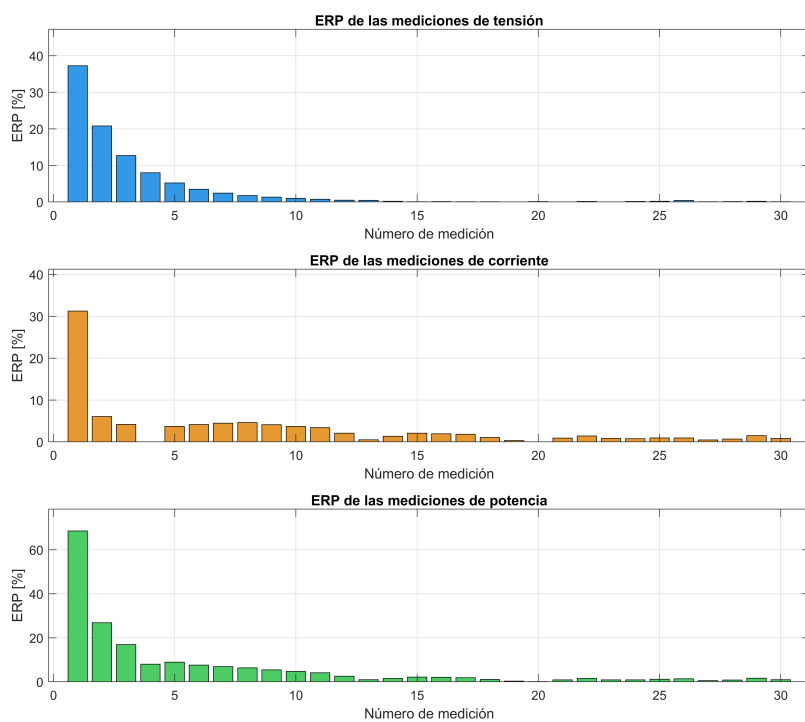 ERP de las mediciones de tensión
ERP [%]
40
30
20
10
0
0 5 10 15 20 25 30
Número de medición
ERP de las mediciones de corriente
ERP [%]
40
30
20
10
0
0 5 10 15 20 25 30
Número de medición
ERP de las mediciones de potencia
ERP [%]
60
40
20
0
0 5 10 15 20 25 30
Número de medición